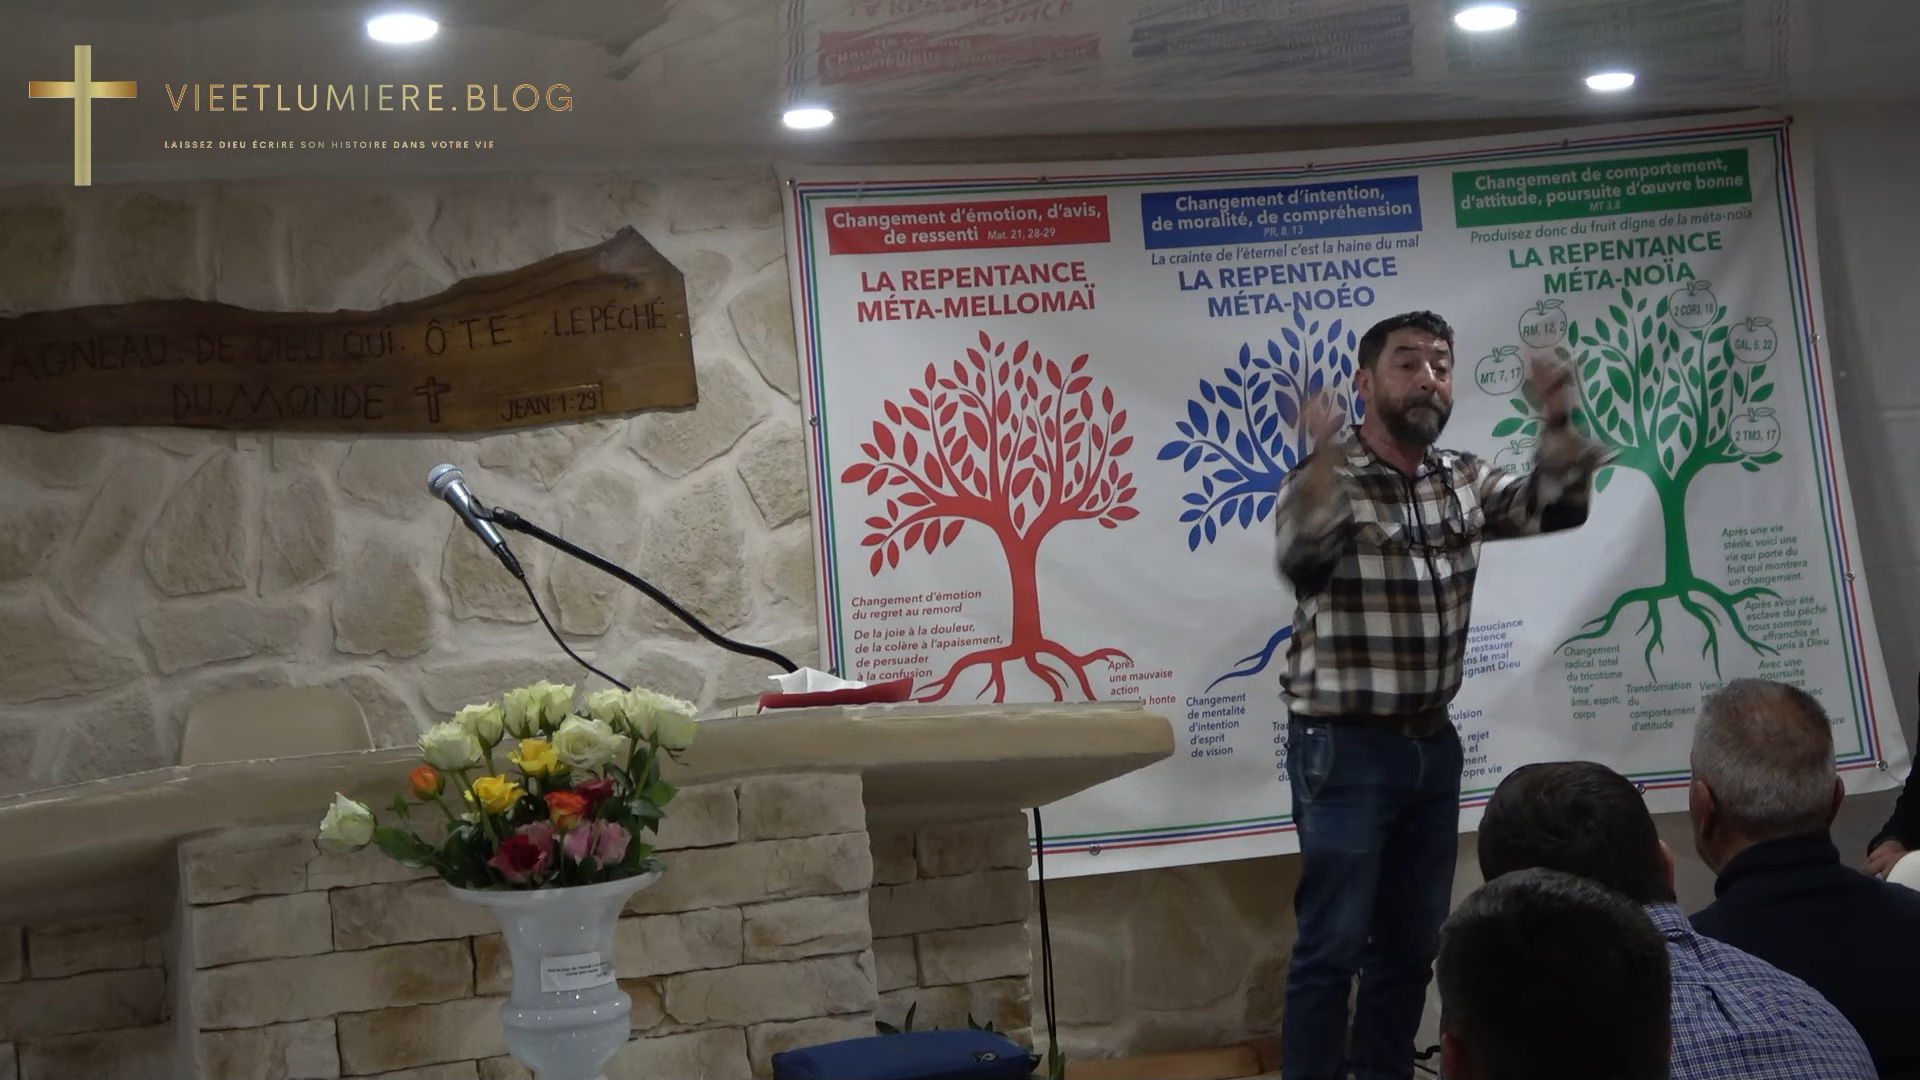 VIEETLUMIERE.BLOG
LAISSEZ DIEU ÉCRIRE SON HISTOIRE DANS VOTRE VIE
L'AGNEAU DE DIEU QUI ÔTE LE PÉCHÉ
DU MONDE
JEAN:1:29
Changement d'émotion, d'avis,
de ressenti Mat. 21, 28-29
LA REPENTANCE
MÉTA-MELLOMAÏ
Changement d'émotion
du regret au remord
De la joie à la douleur,
de la colère à l'apaisement,
de persuader
à la confusion
Après
une mauvaise
action
la honte
Changement d'intention,
de moralité, de compréhension
PR, 8, 13
La crainte de l'éternel c'est la haine du mal
LA REPENTANCE
MÉTA-NOÉO
Changement
de mentalité
d'intention
d'esprit
de vision
Changement de comportement,
d'attitude, poursuite d'œuvre bonne
MT 3,8
Produisez donc du fruit digne de la méta-noïa
LA REPENTANCE
MÉTA-NOÏA
RM, 12, 2
2 COR3, 18
MT, 7, 17
GAL, 5, 22
2 TM3, 17
Après une vie
stérile, voici une
vie qui porte du
fruit qui montrera
un changement.
Après avoir été
esclave du péché
nous sommes
affranchis et
unis à Dieu
Changement
radical, total
du tricotome
"être"
âme, esprit,
corps
Transformation
du
comportement
d'attitude
Avec une
poursuite